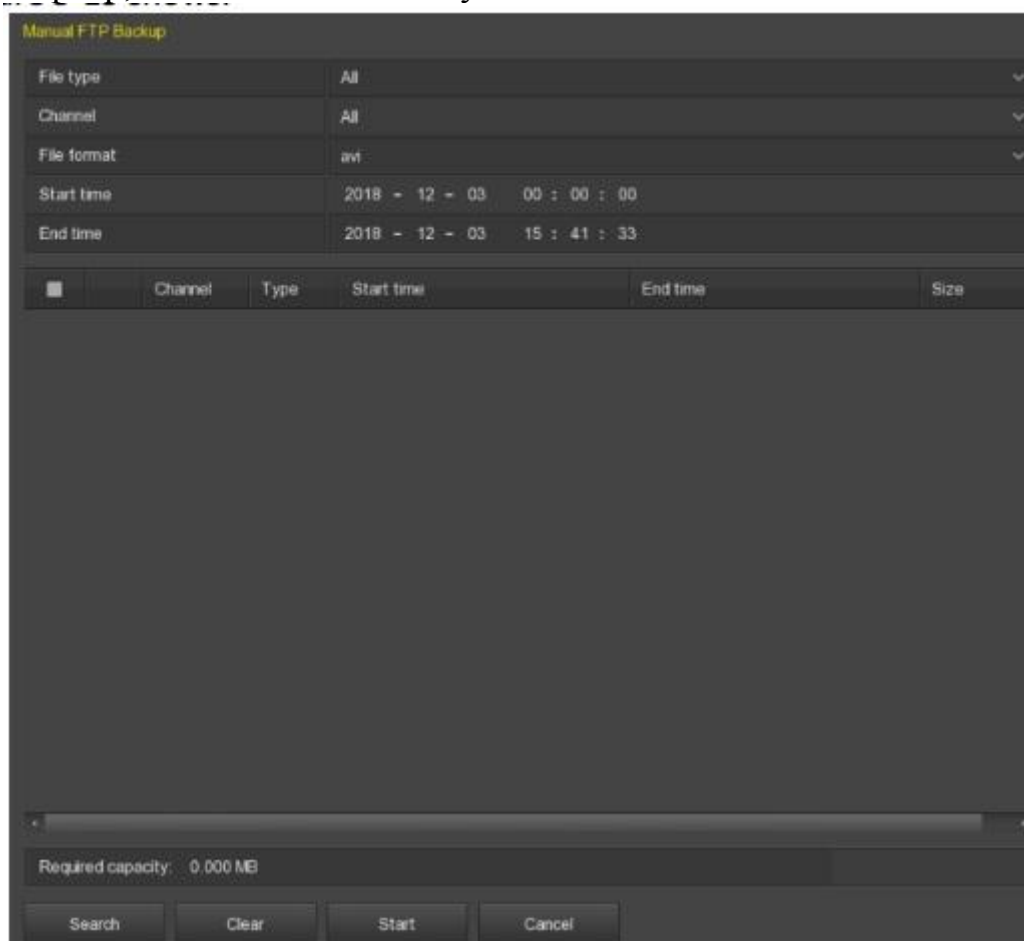 Manual FTP Backup
File type All
Channel All
File format avi
Start time 2018 - 12 - 03 00 : 00 : 00
End time 2018 - 12 - 03 15 : 41 : 33
Channel Type Start time End time Size
Required capacity: 0.000 MB
Search Clear Start Cancel